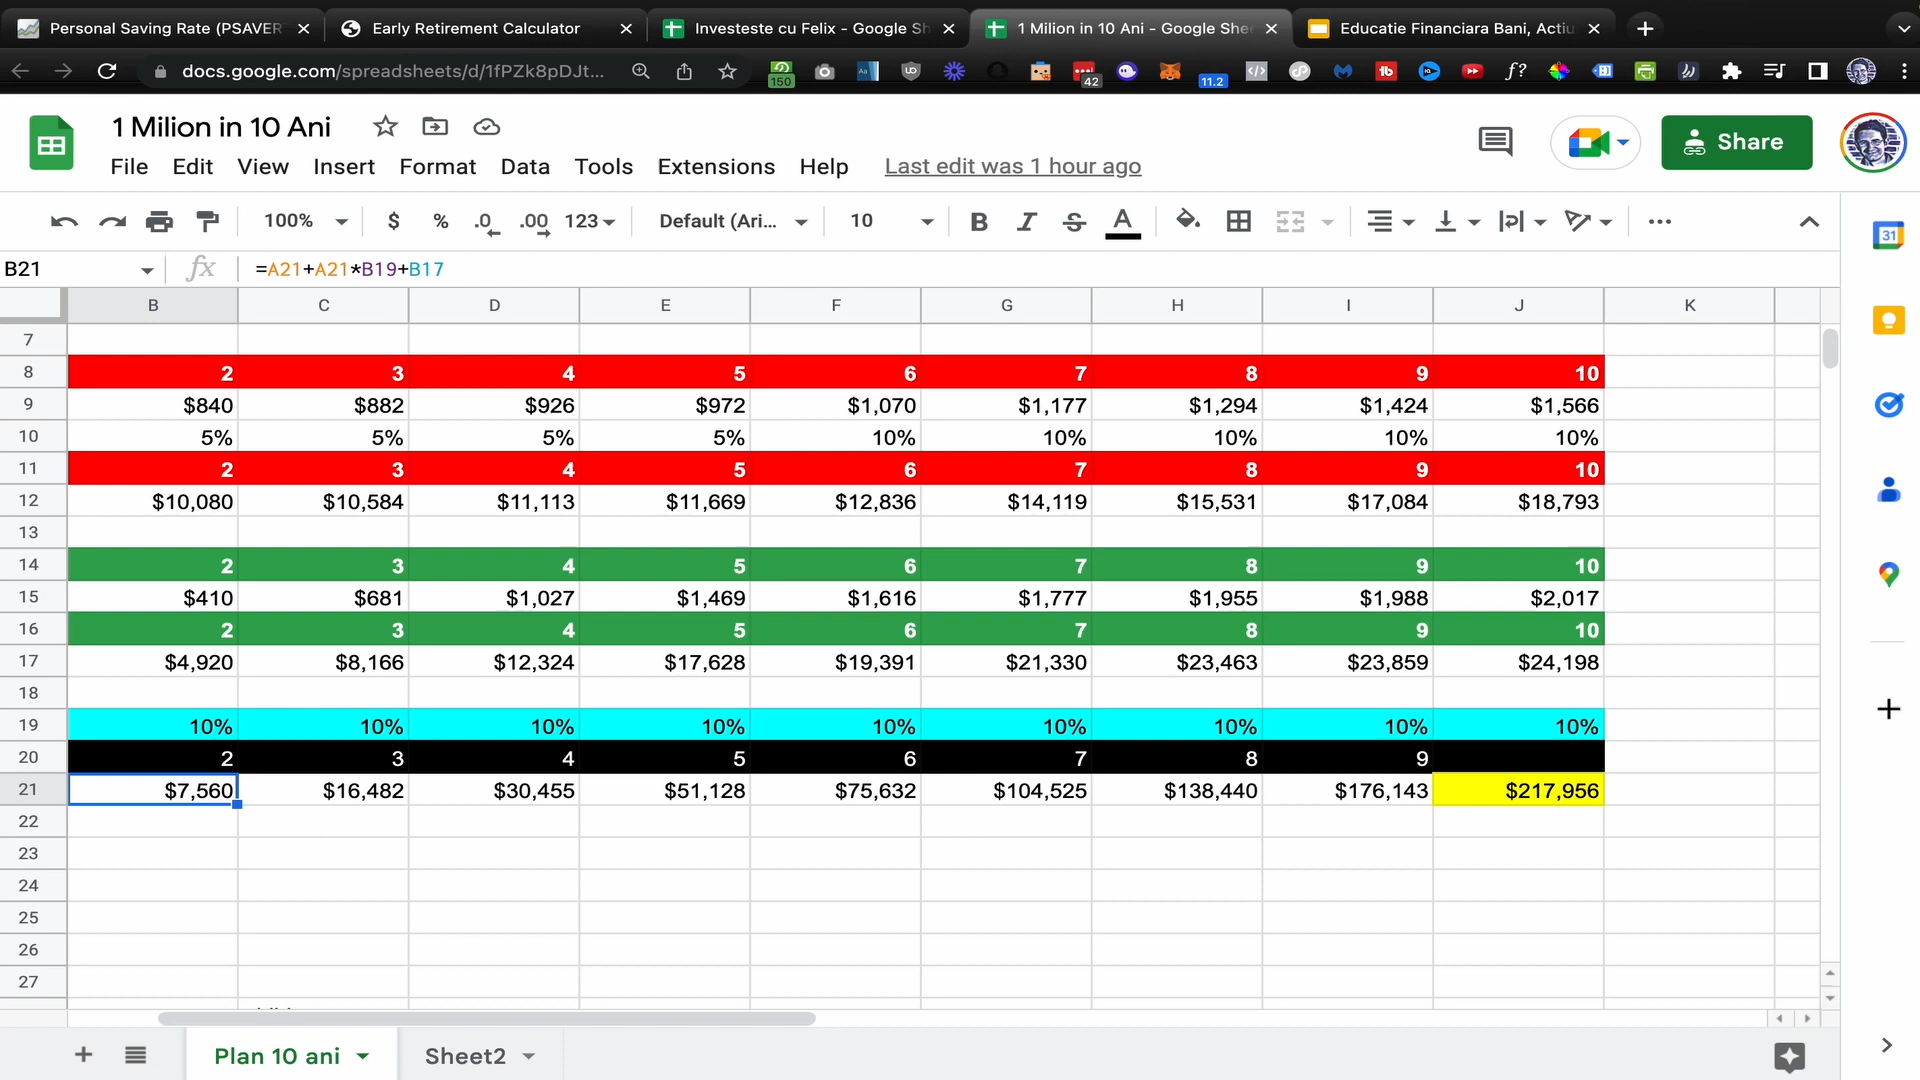 Personal Saving Rate (PSAVER
Early Retirement Calculator
Investeste cu Felix - Google Sh
1 Milion in 10 Ani - Google Shee
Educatie Financiara Bani, Actiu
docs.google.com/spreadsheets/d/1fPZk8pDJt...
150
42
11.2
1 Milion in 10 Ani
File Edit View Insert Format Data Tools Extensions Help Last edit was 1 hour ago
Share
100% $ % .0 .00 123 Default (Ari... 10 B I S A
31
B21 fx =A21+A21*B19+B17
B C D E F G H I J K
7
8 2 3 4 5 6 7 8 9 10
9 $840 $882 $926 $972 $1,070 $1,177 $1,294 $1,424 $1,566
10 5% 5% 5% 5% 10% 10% 10% 10% 10%
11 2 3 4 5 6 7 8 9 10
12 $10,080 $10,584 $11,113 $11,669 $12,836 $14,119 $15,531 $17,084 $18,793
13
14 2 3 4 5 6 7 8 9 10
15 $410 $681 $1,027 $1,469 $1,616 $1,777 $1,955 $1,988 $2,017
16 2 3 4 5 6 7 8 9 10
17 $4,920 $8,166 $12,324 $17,628 $19,391 $21,330 $23,463 $23,859 $24,198
18
19 10% 10% 10% 10% 10% 10% 10% 10% 10%
20 2 3 4 5 6 7 8 9
21 $7,560 $16,482 $30,455 $51,128 $75,632 $104,525 $138,440 $176,143 $217,956
22
23
24
25
26
27
Plan 10 ani Sheet2